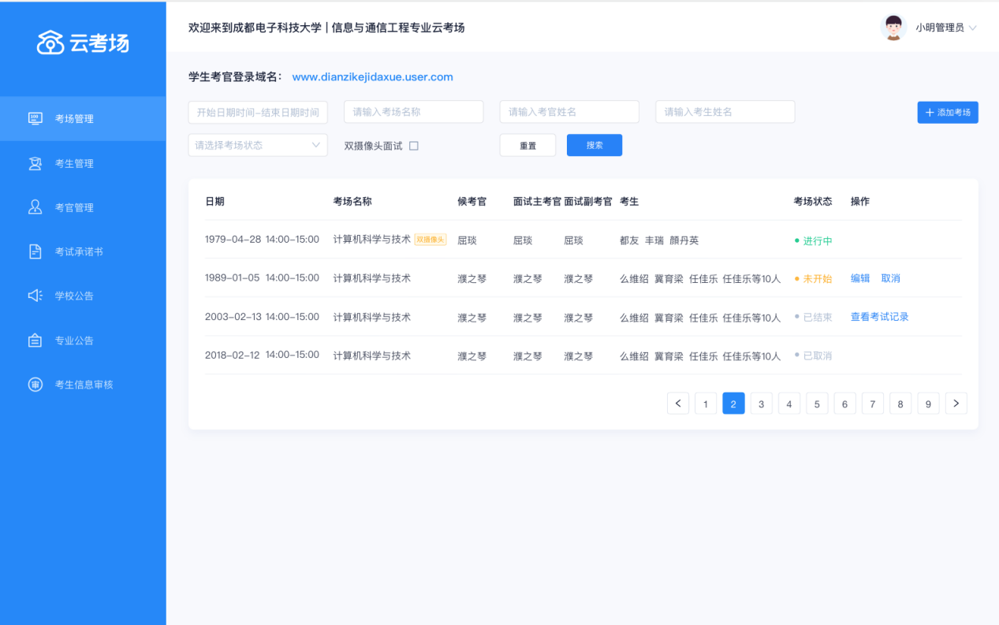 云考场
欢迎来到成都电子科技大学 | 信息与通信工程专业云考场
小明管理员
学生考官登录域名： www.dianzikejidaxue.user.com
开始日期时间~结束日期时间 请输入考场名称 请输入考官姓名 请输入考生姓名 添加考场
请选择考场状态 双摄像头面试 重置 搜索
100 考场管理
考生管理
考官管理
考试承诺书
学校公告
专业公告
审 考生信息审核
日期 考场名称 候考官 面试主考官 面试副考官 考生 考场状态 操作
1979-04-28 14:00-15:00 计算机科学与技术 双摄像头 屈琰 屈琰 屈琰 都友 丰瑞 顏丹英 进行中
1989-01-05 14:00-15:00 计算机科学与技术 濮之琴 濮之琴 濮之琴 么维绍 冀育梁 任佳乐 任佳乐等10人 未开始 编辑 取消
2003-02-13 14:00-15:00 计算机科学与技术 濮之琴 濮之琴 濮之琴 么维绍 冀育梁 任佳乐 任佳乐等10人 已结束 查看考试记录
2018-02-12 14:00-15:00 计算机科学与技术 濮之琴 濮之琴 濮之琴 么维绍 冀育梁 任佳乐 任佳乐等10人 已取消
< 1 2 3 4 5 6 7 8 9 >